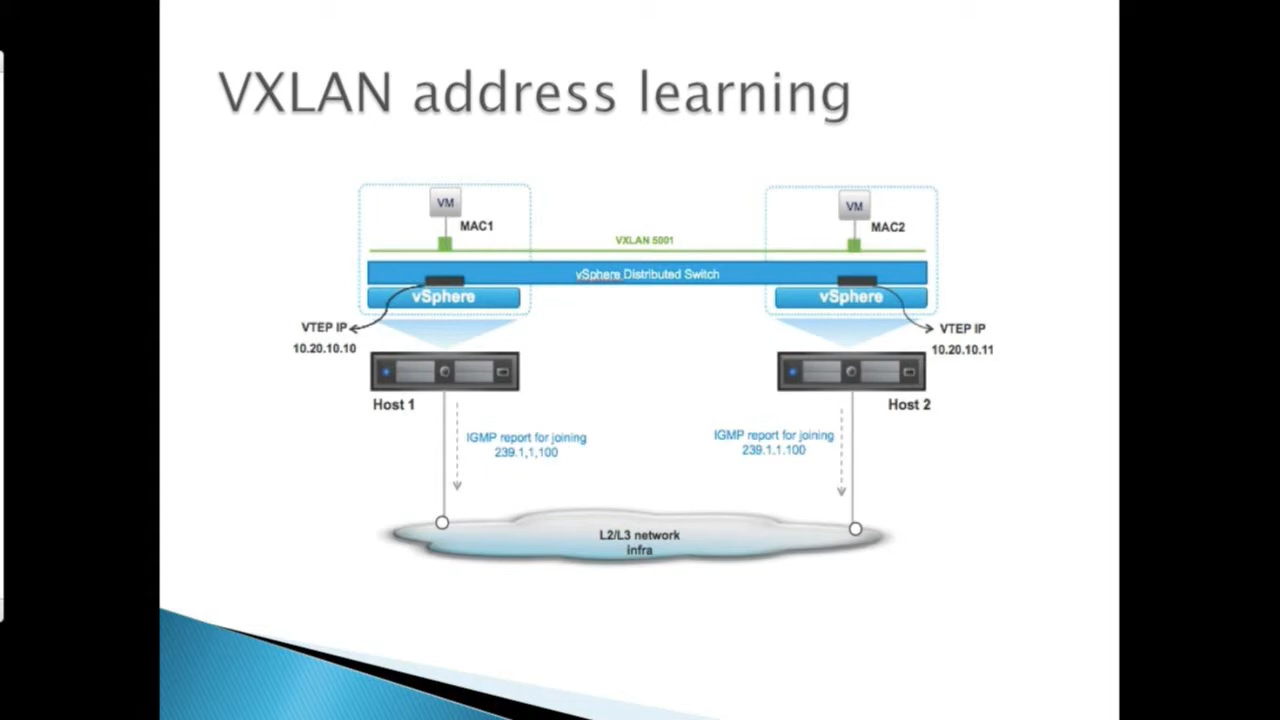 VXLAN address learning
VM
MAC1
VM
MAC2
VXLAN 5001
vSphere Distributed Switch
vSphere
vSphere
VTEP IP
10.20.10.10
VTEP IP
10.20.10.11
Host 1
Host 2
IGMP report for joining
239.1,1,100
IGMP report for joining
239.1.1.100
L2/L3 network
infra